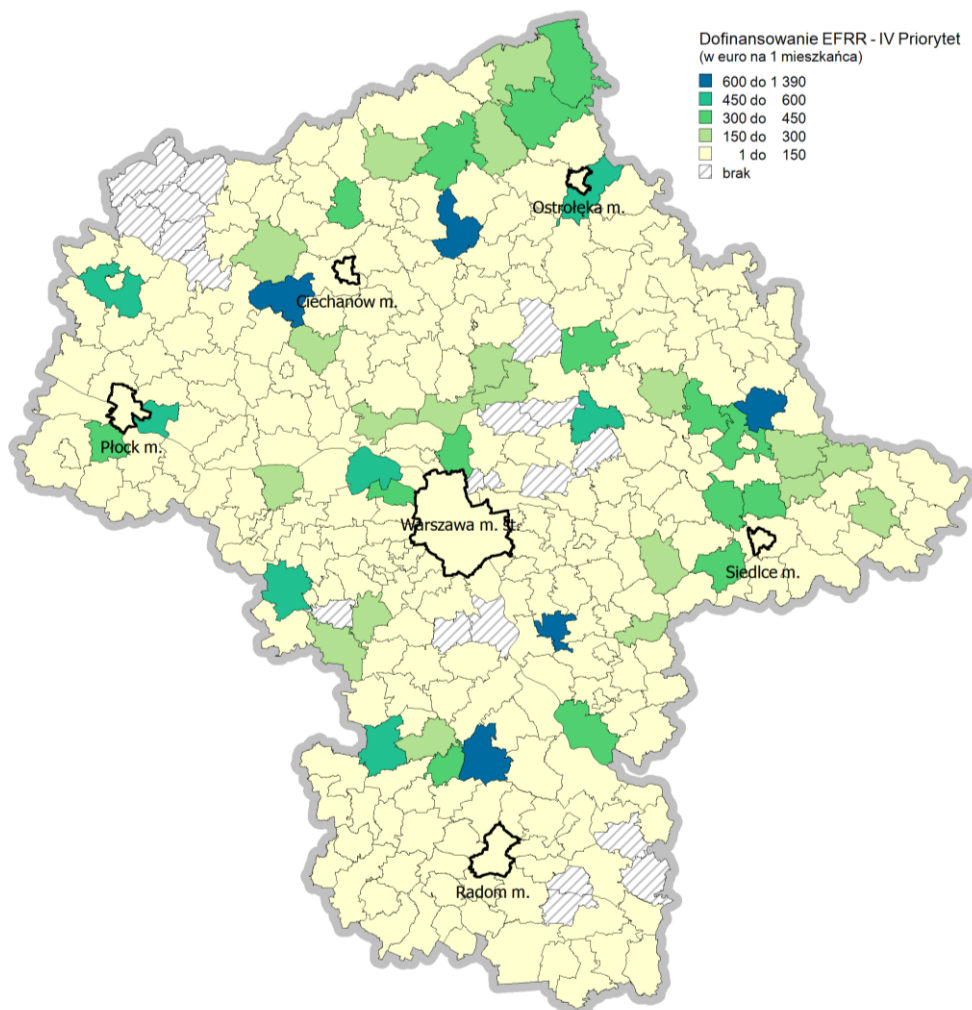 Dofinansowanie EFRR - IV Priorytet
(w euro na 1 mieszkańca)
600 do 1 390
450 do 600
300 do 450
150 do 300
1 do 150
brak
Ostrołęka m.
Ciechanów m.
Płock m.
Warszawa m. st.
Siedlce m.
Radom m.